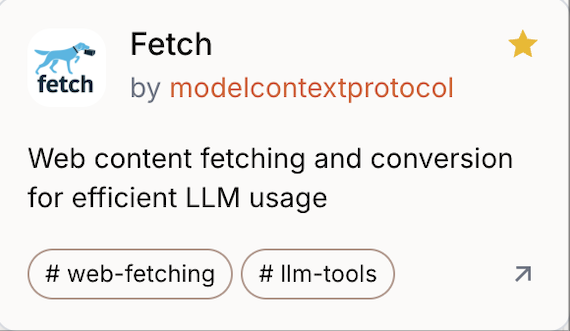 fetch
Fetch
by modelcontextprotocol
Web content fetching and conversion
for efficient LLM usage
# web-fetching
# llm-tools